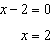 x − 2 = 0
x = 2